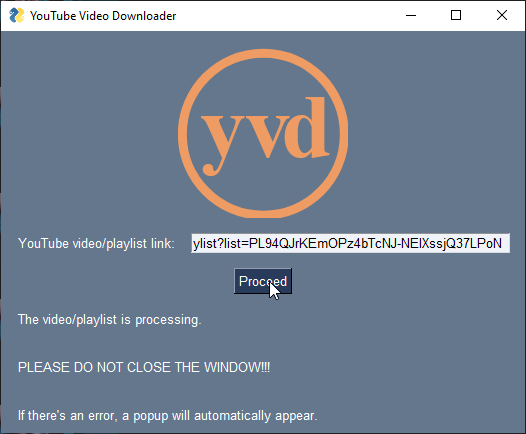 YouTube Video Downloader
yvd
YouTube video/playlist link: ylist?list=PL94QJrKEmOPz4bTcNJ-NElXssjQ37LPoN
Proceed
The video/playlist is processing.
PLEASE DO NOT CLOSE THE WINDOW!!!
If there's an error, a popup will automatically appear.